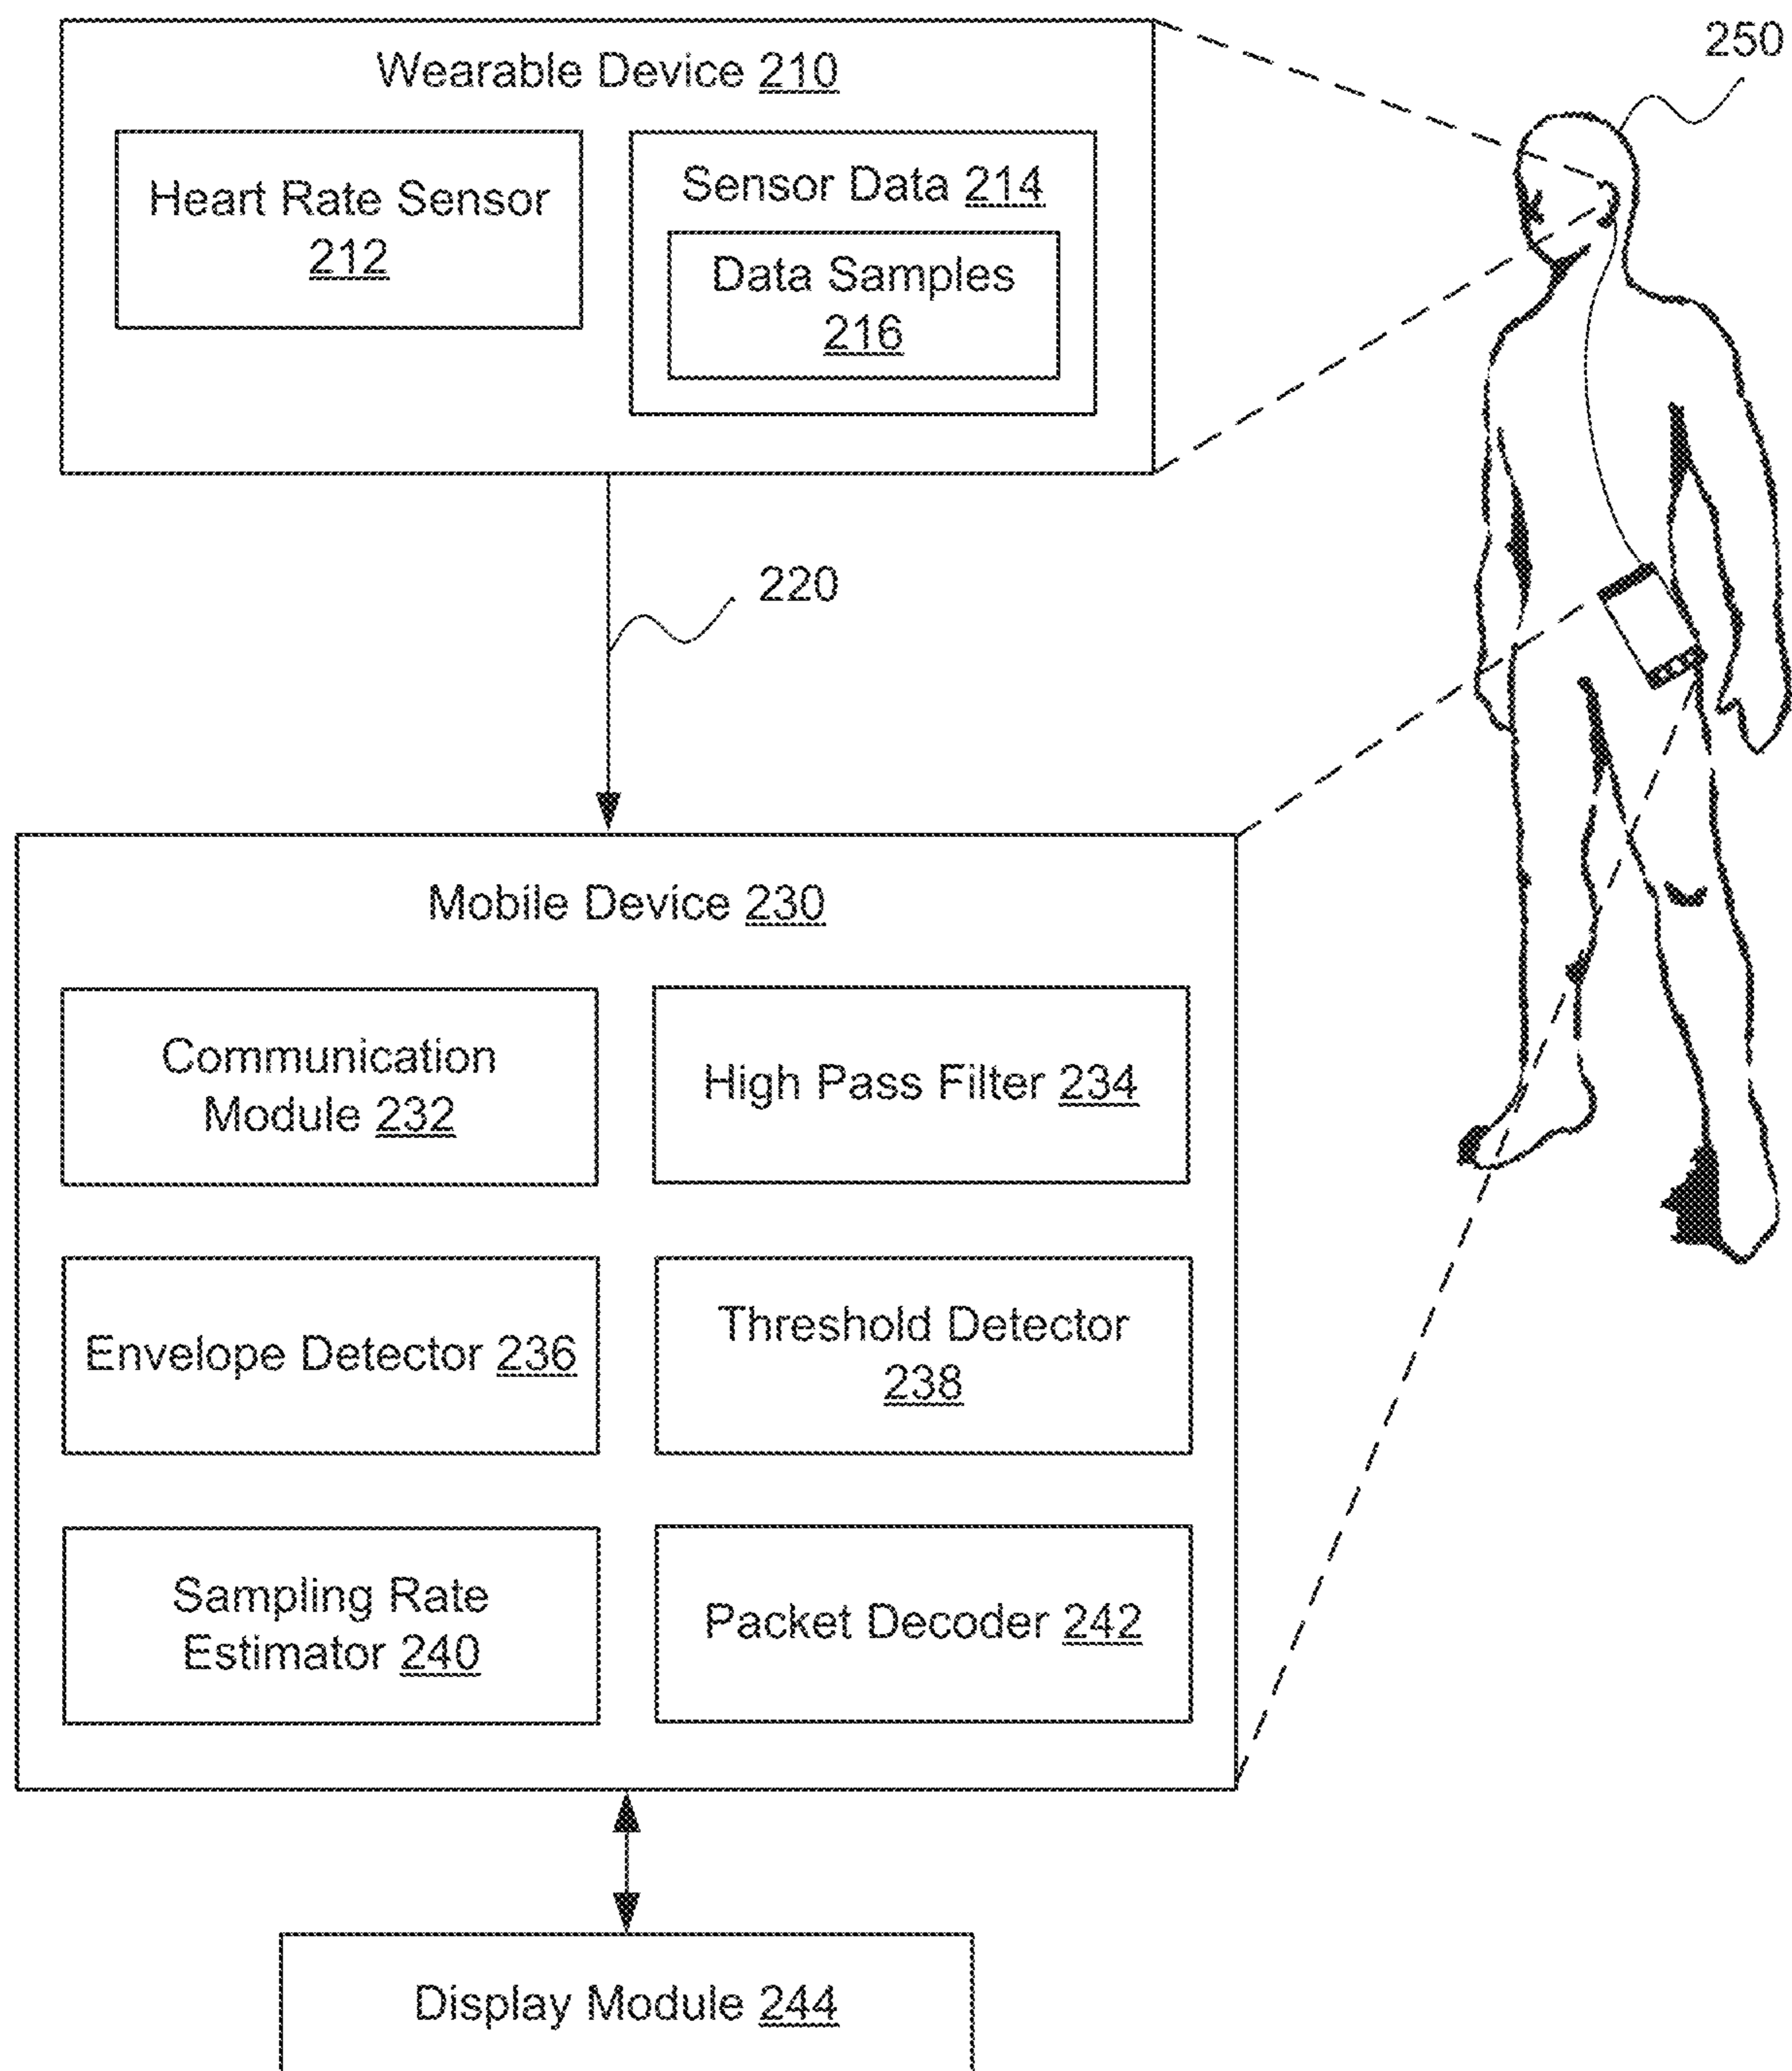 250
Wearable Device 210
Heart Rate Sensor
212
Sensor Data 214
Data Samples
216
220
Mobile Device 230
Communication
Module 232
High Pass Filter 234
Envelope Detector 236
Threshold Detector
238
Sampling Rate
Estimator 240
Packet Decoder 242
Display Module 244